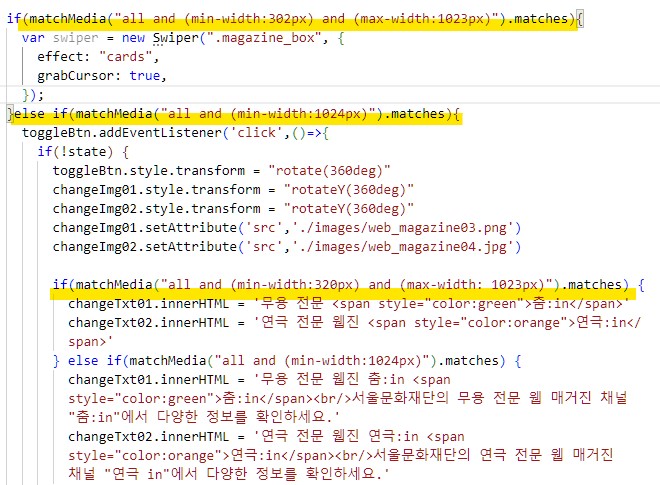 if(matchMedia("all and (min-width:302px) and (max-width:1023px)").matches){
var swiper = new Swiper(".magazine_box", {
effect: "cards",
grabCursor: true,
});
}else if(matchMedia("all and (min-width:1024px)").matches){
toggleBtn.addEventListener('click',()=>{
if(!state) {
toggleBtn.style.transform = "rotate(360deg)"
changeImg01.style.transform = "rotateY(360deg)"
changeImg02.style.transform = "rotateY(360deg)"
changeImg01.setAttribute('src','./images/web_magazine03.png')
changeImg02.setAttribute('src','./images/web_magazine04.jpg')
if(matchMedia("all and (min-width:320px) and (max-width: 1023px)").matches) {
changeTxt01.innerHTML = '무용 전문 <span style="color:green">춤:in</span>'
changeTxt02.innerHTML = '연극 전문 웹진 <span style="color:orange">연극:in</
span>'
} else if(matchMedia("all and (min-width:1024px)").matches) {
changeTxt01.innerHTML = '무용 전문 웹진 춤:in <span
style="color:green">춤:in</span><br/>서울문화재단의 무용 전문 웹 매거진 채널
"춤:in"에서 다양한 정보를 확인하세요.'
changeTxt02.innerHTML = '연극 전문 웹진 연극:in <span
style="color:orange">연극:in</span><br/>서울문화재단의 연극 전문 웹 매거진
채널 "연극 in"에서 다양한 정보를 확인하세요.'